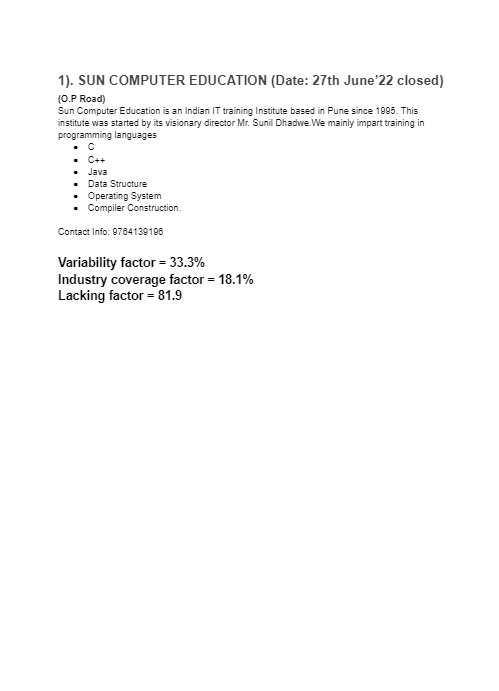 1). SUN COMPUTER EDUCATION (Date: 27th June'22 closed)
(O.P Road)
Sun Computer Education is an Indian IT training Institute based in Pune since 1995. This
institute was started by its visionary director Mr. Sunil Dhadwe.We mainly impart training in
programming languages
• C
• C++
• Java
• Data Structure
• Operating System
• Compiler Construction.
Contact Info: 9764139196
Variability factor = 33.3%
Industry coverage factor = 18.1%
Lacking factor = 81.9